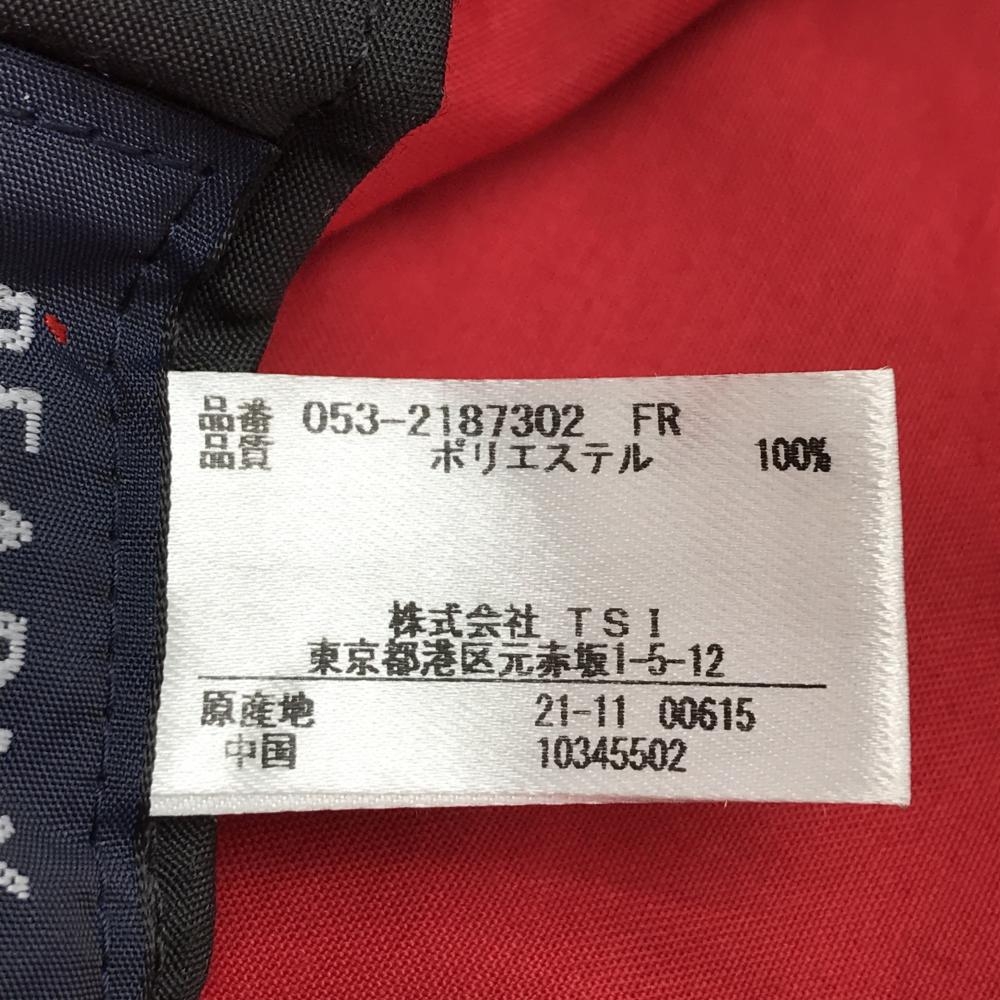 品番 053-2187302 FR
品質 ポリエステル 100%
株式会社 TSI
東京都港区元赤坂1-5-12
原産地 21-11 00615
中国 10345502